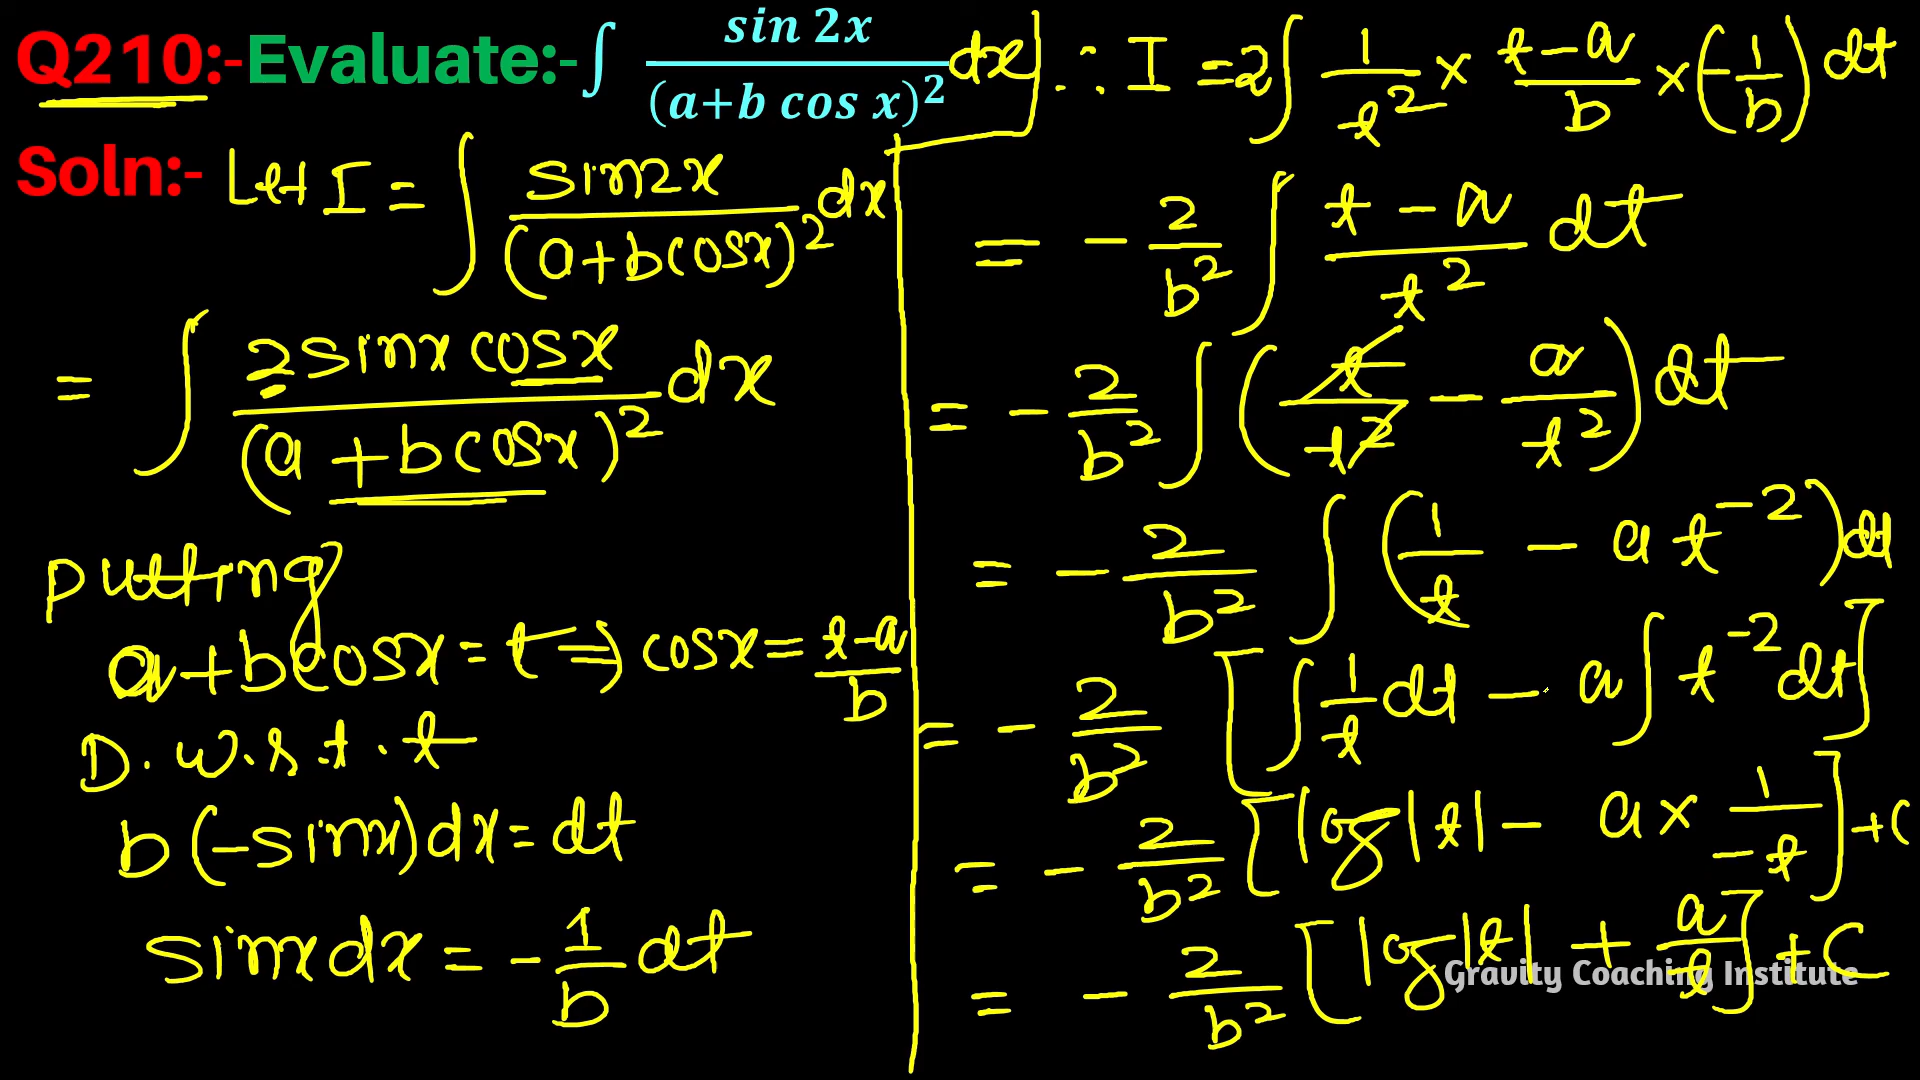 Q210:-Evaluate:-∫ sin 2x / (a+b cos x)² dx
Soln:- Let I = ∫ sin2x / (a+bcosx)² dx
= ∫ 2sinx cosx / (a+bcosx)² dx
putting
a+bcosx = t ⇒ cosx = t-a / b
D.w.r.t.t
b(-sinx)dx = dt
sinxdx = - 1/b dt
∴ I = 2∫ 1/t² × t-a / b × (-1/b) dt
= - 2/b² ∫ t-a / t² dt
= - 2/b² ∫ (t/t² - a/t²) dt
= - 2/b² ∫ (1/t - a t⁻²) dt
= - 2/b² [∫ 1/t dt - a∫ t⁻² dt]
= - 2/b² [log|t| - a × 1/-t] + C
= - 2/b² [log|t| + a/t] + C
Gravity Coaching Institute